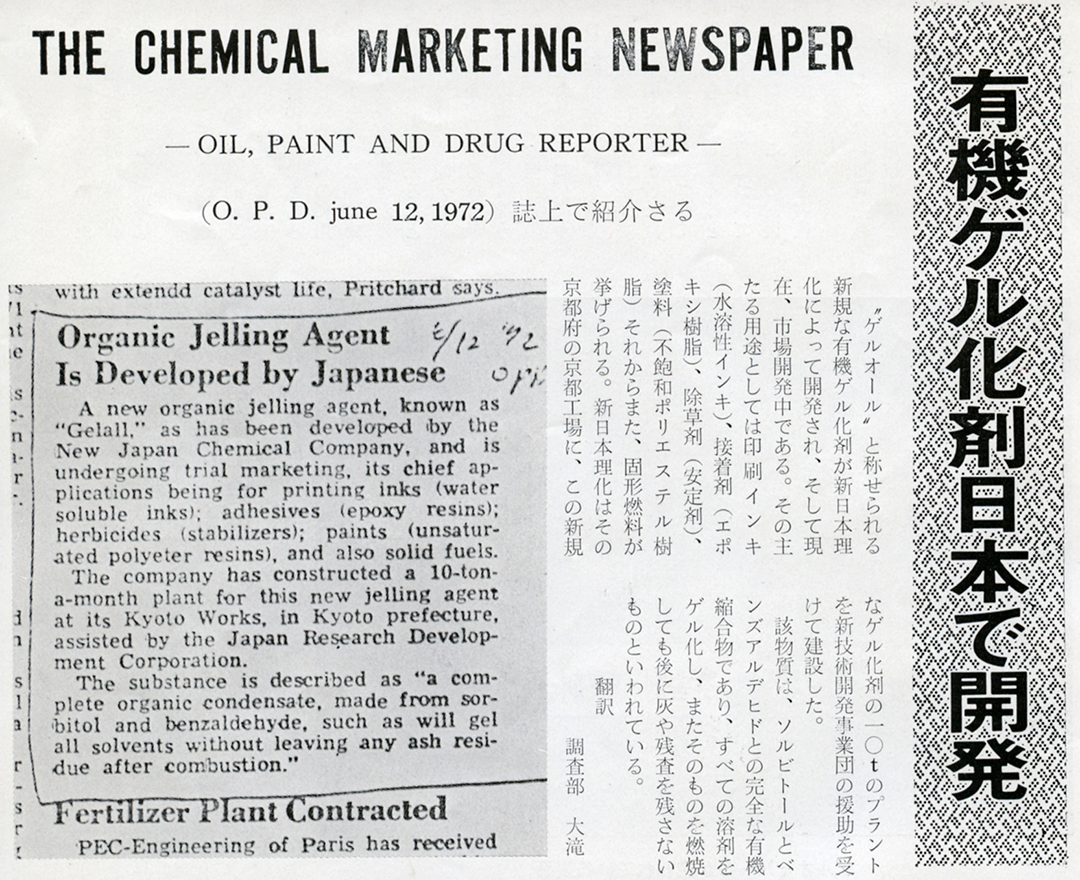 THE CHEMICAL MARKETING NEWSPAPER
— OIL, PAINT AND DRUG REPORTER —
(O. P. D. june 12, 1972) 誌上で紹介さる
有機ゲル化剤日本で開発
with extendd catalyst life, Pritchard says.
Organic Jelling Agent
Is Developed by Japanese
6/12 '72
OPD
A new organic jelling agent, known as
"Gelall," as has been developed by the
New Japan Chemical Company, and is
undergoing trial marketing, its chief ap-
plications being for printing inks (water
soluble inks); adhesives (epoxy resins);
herbicides (stabilizers); paints (unsatur-
ated polyeter resins), and also solid fuels.
The company has constructed a 10-ton-
a-month plant for this new jelling agent
at its Kyoto Works, in Kyoto prefecture,
assisted by the Japan Research Develop-
ment Corporation.
The substance is described as "a com-
plete organic condensate, made from sor-
bitol and benzaldehyde, such as will gel
all solvents without leaving any ash resi-
due after combustion."
Fertilizer Plant Contracted
PEC-Engineering of Paris has received
〝ゲルオール〟と称せられる
新規な有機ゲル化剤が新日本理
化によって開発され、そして現
在、市場開発中である。その主
たる用途としては印刷インキ
(水溶性インキ)、接着剤(エポ
キシ樹脂)、除草剤(安定剤)、
塗料(不飽和ポリエステル樹
脂)それからまた、固形燃料が
挙げられる。新日本理化はその
京都府の京都工場に、この新規
なゲル化剤の一〇tのプラント
を新技術開発事業団の援助を受
けて建設した。
該物質は、ソルビトールとベ
ンズアルデヒドとの完全な有機
縮合物であり、すべての溶剤を
ゲル化し、またそのものを燃焼
しても後に灰や残査を残さない
ものといわれている。
翻訳
調査部 大滝